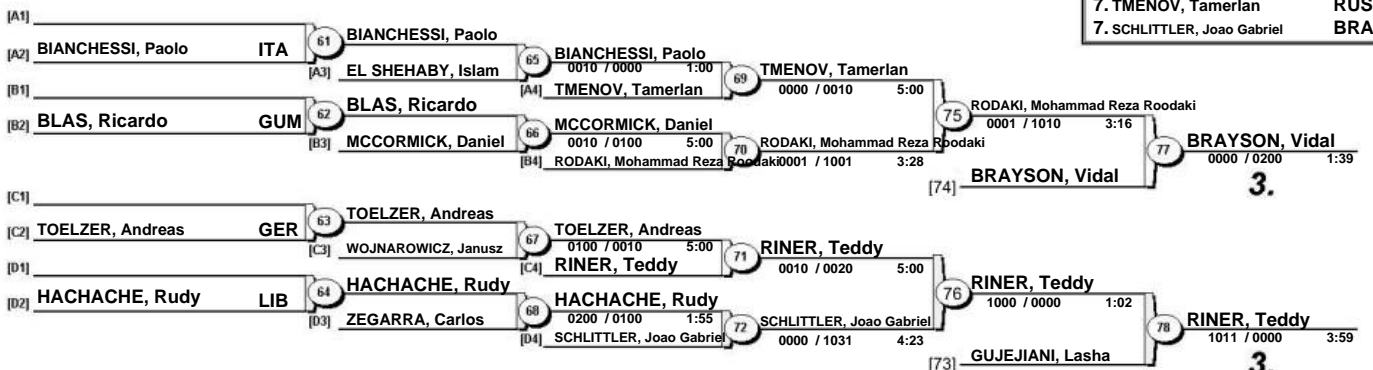 7. TMENOV, Tamerlan RUS
7. SCHLITTLER, Joao Gabriel BRA
[A1]
[A2] BIANCHESSI, Paolo ITA
61 BIANCHESSI, Paolo
[A3] EL SHEHABY, Islam
65 BIANCHESSI, Paolo
0010 / 0000 1:00
[A4] TMENOV, Tamerlan
69 TMENOV, Tamerlan
0000 / 0010 5:00
[B1]
[B2] BLAS, Ricardo GUM
62 BLAS, Ricardo
[B3] MCCORMICK, Daniel
66 MCCORMICK, Daniel
0010 / 0100 5:00
[B4] RODAKI, Mohammad Reza Roodaki
70 RODAKI, Mohammad Reza Roodaki
0001 / 1001 3:28
75 RODAKI, Mohammad Reza Roodaki
0001 / 1010 3:16
[74] BRAYSON, Vidal
77 BRAYSON, Vidal
0000 / 0200 1:39
3.
[C1]
[C2] TOELZER, Andreas GER
63 TOELZER, Andreas
[C3] WOJNAROWICZ, Janusz
67 TOELZER, Andreas
0100 / 0010 5:00
[C4] RINER, Teddy
71 RINER, Teddy
0010 / 0020 5:00
[D1]
[D2] HACHACHE, Rudy LIB
64 HACHACHE, Rudy
[D3] ZEGARRA, Carlos
68 HACHACHE, Rudy
0200 / 0100 1:55
[D4] SCHLITTLER, Joao Gabriel
72 SCHLITTLER, Joao Gabriel
0000 / 1031 4:23
76 RINER, Teddy
1000 / 0000 1:02
[73] GUJEJIANI, Lasha
78 RINER, Teddy
1011 / 0000 3:59
3.